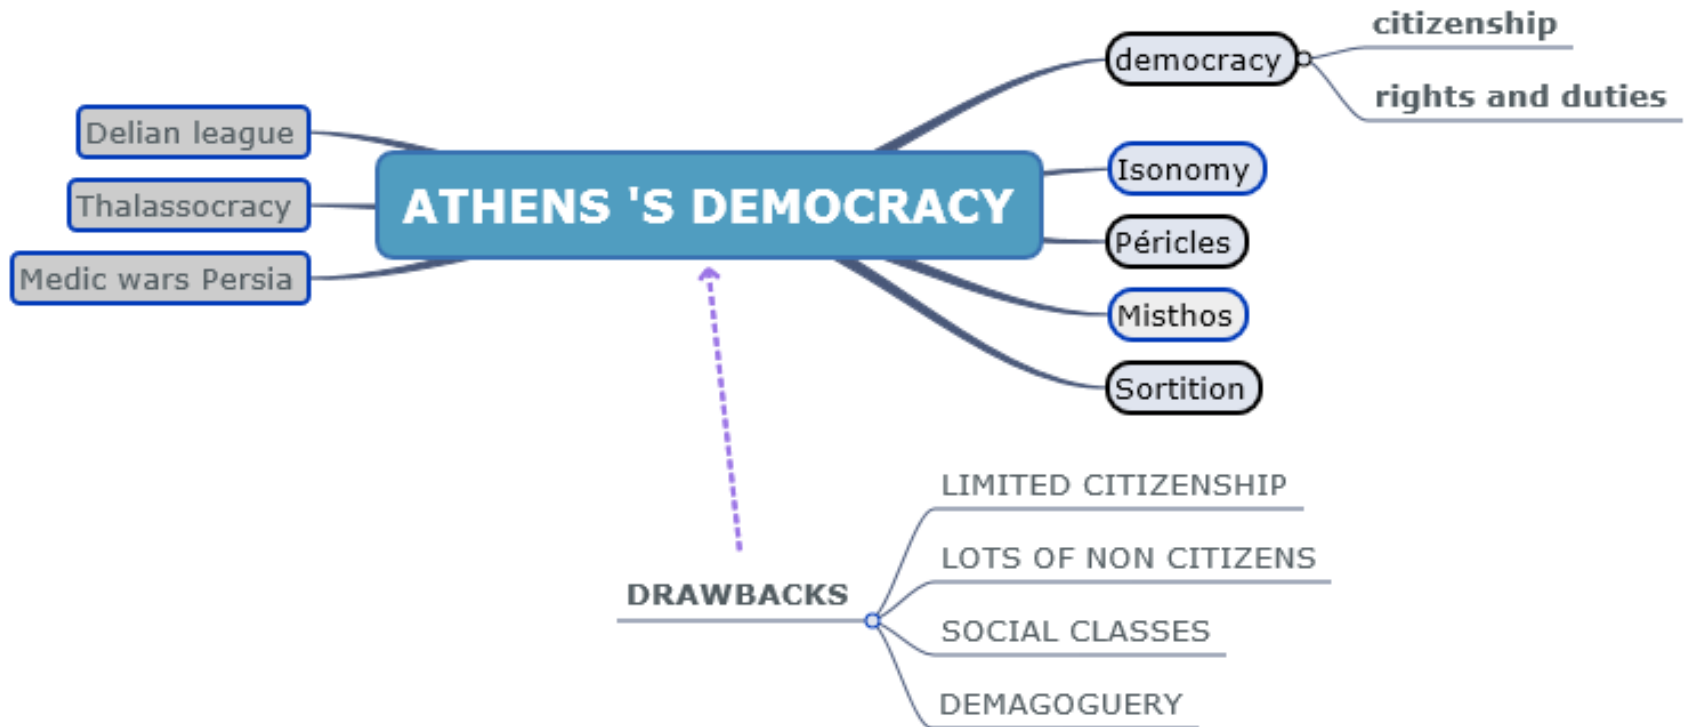 ATHENS 'S DEMOCRACY
democracy
citizenship
rights and duties
Isonomy
Péricles
Misthos
Sortition
Delian league
Thalassocracy
Medic wars Persia
DRAWBACKS
LIMITED CITIZENSHIP
LOTS OF NON CITIZENS
SOCIAL CLASSES
DEMAGOGUERY